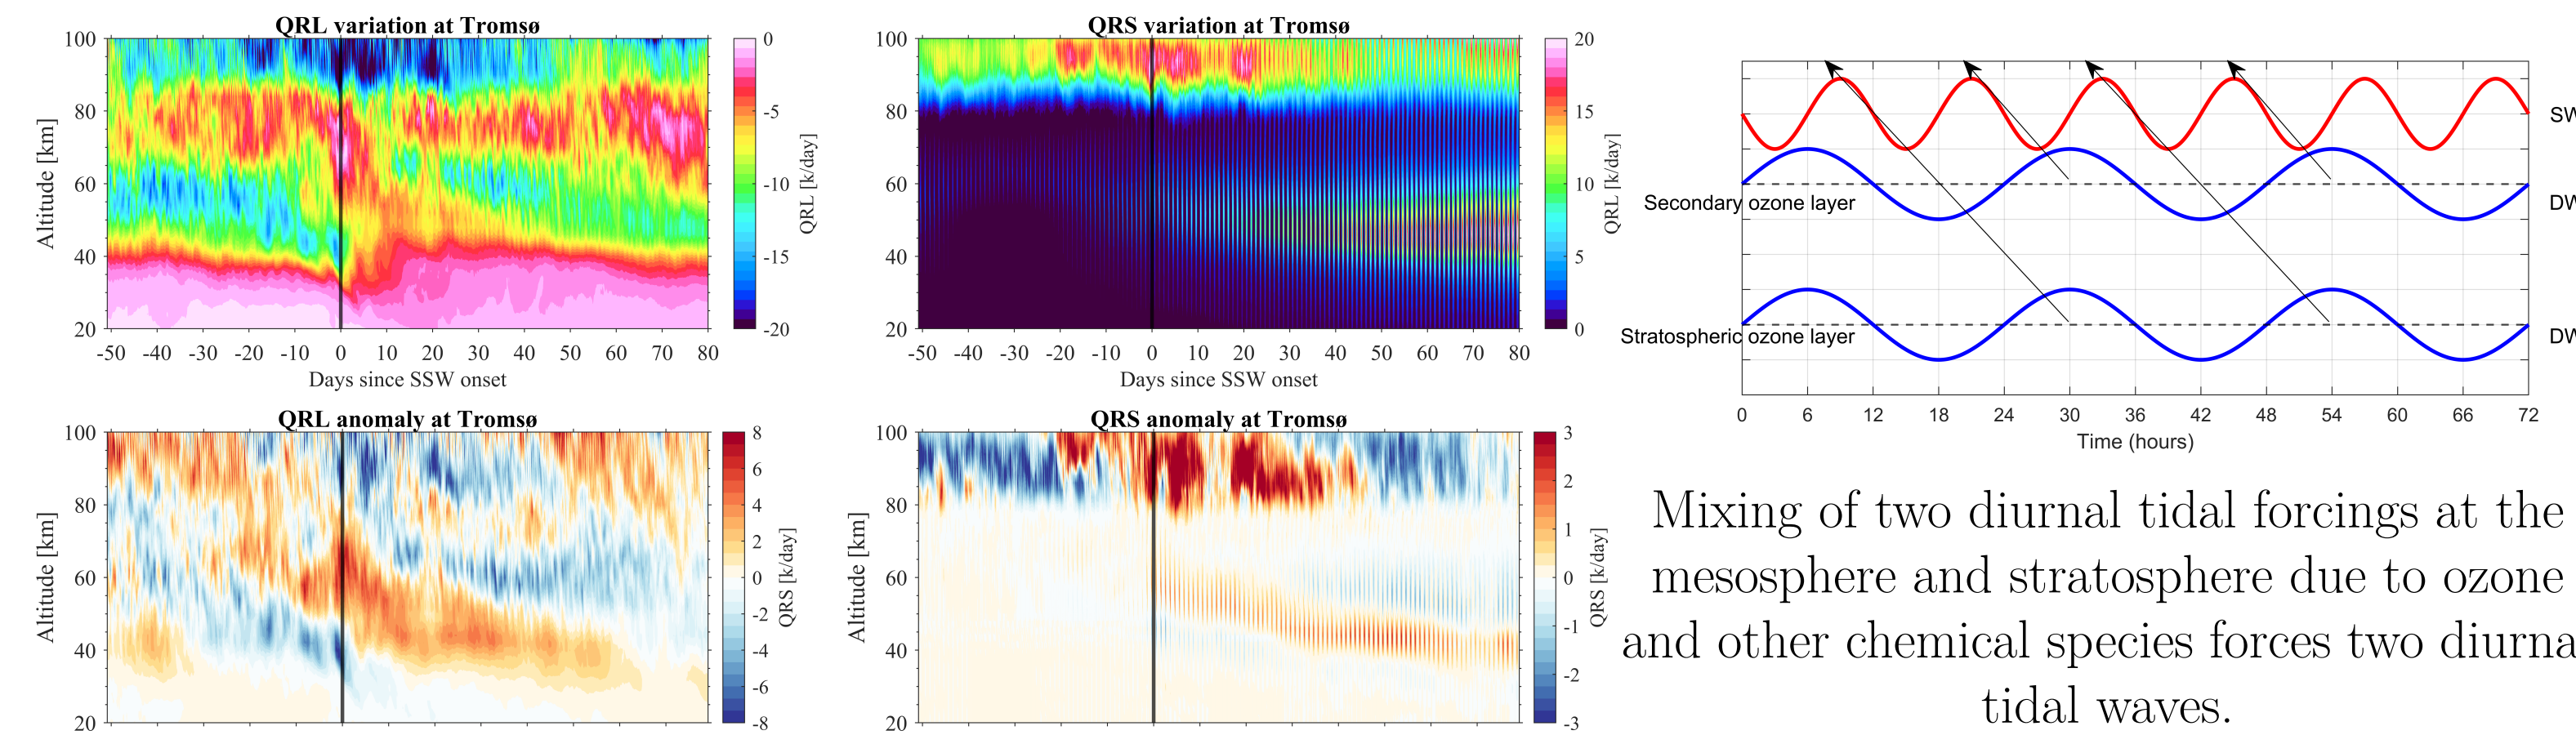 QRL variation at Tromsø
100
80
60
40
20
Altitude [km]
-50 -40 -30 -20 -10 0 10 20 30 40 50 60 70 80
Days since SSW onset
0
-5
-10
-15
-20
QRL [k/day]
QRS variation at Tromsø
100
80
60
40
20
-50 -40 -30 -20 -10 0 10 20 30 40 50 60 70 80
Days since SSW onset
20
15
10
5
0
QRL [k/day]
SW
Secondary ozone layer
DW
Stratospheric ozone layer
DW
0 6 12 18 24 30 36 42 48 54 60 66 72
Time (hours)
QRL anomaly at Tromsø
100
80
60
40
20
Altitude [km]
8
6
4
2
0
-2
-4
-6
-8
QRS [k/day]
QRS anomaly at Tromsø
100
80
60
40
20
Altitude [km]
3
2
1
0
-1
-2
-3
QRS [k/day]
Mixing of two diurnal tidal forcings at the
mesosphere and stratosphere due to ozone
and other chemical species forces two diurna
tidal waves.